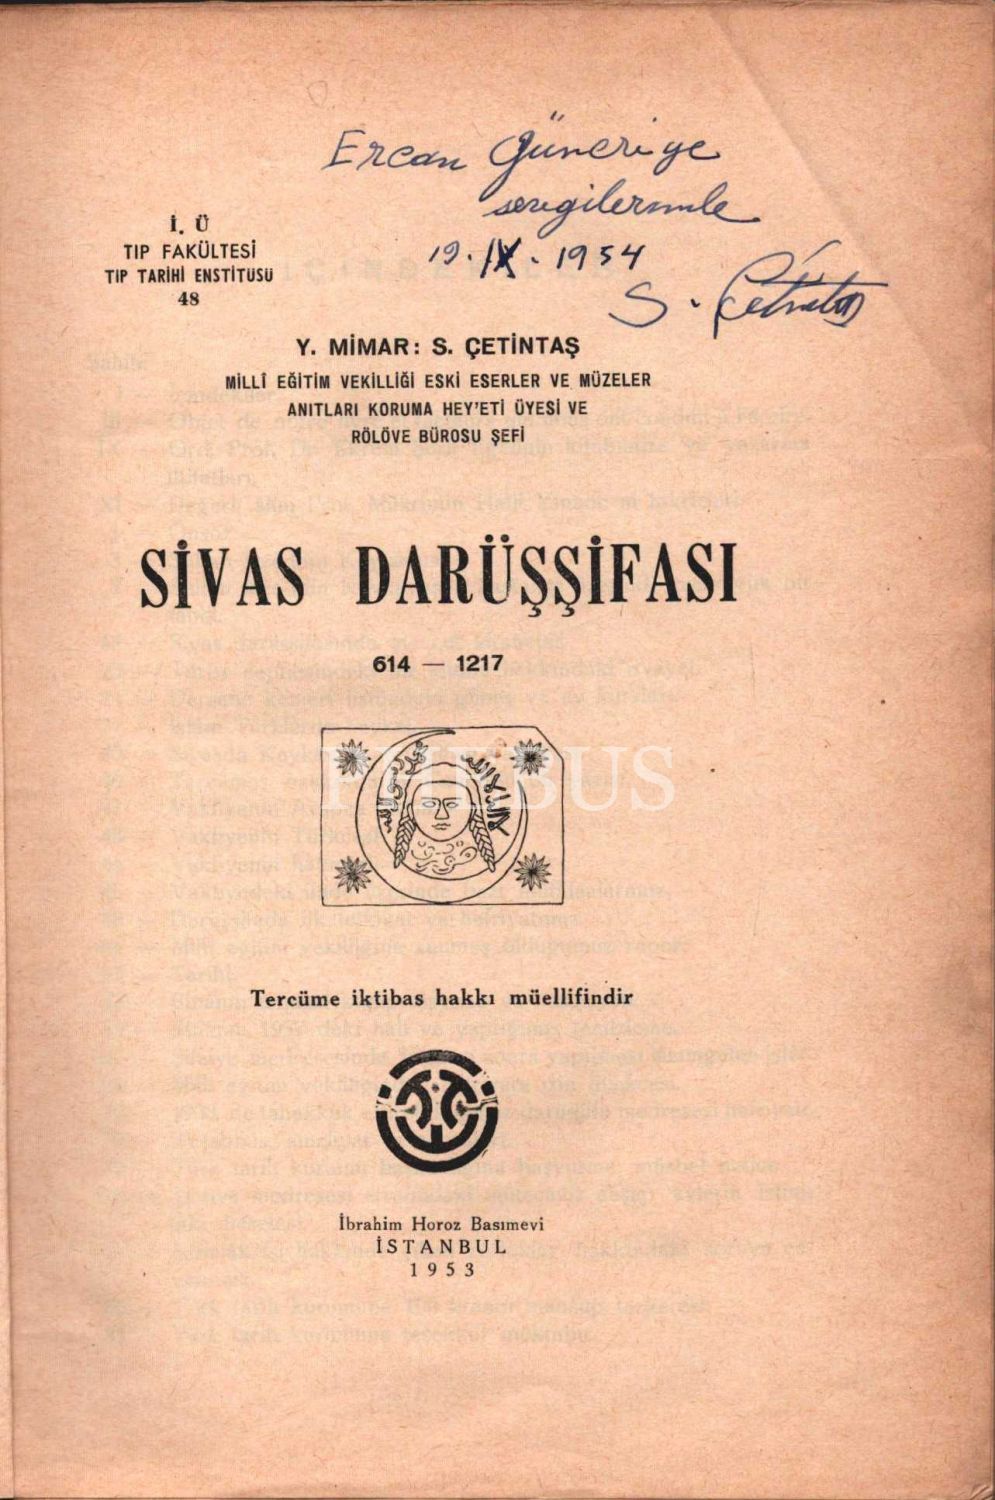 Ercan Güneri'ye
sevgilerimle
19.IX.1954
S. Çetintaş
İ. Ü
TIP FAKÜLTESİ
TIP TARİHİ ENSTİTUSU
48
Y. MİMAR: S. ÇETİNTAŞ
MİLLÎ EĞİTİM VEKİLLİĞİ ESKİ ESERLER VE MÜZELER
ANITLARI KORUMA HEY'ETİ ÜYESİ VE
RÖLÖVE BÜROSU ŞEFİ
SİVAS DARÜŞŞİFASI
614 — 1217
PHEBUS
Tercüme iktibas hakkı müellifindir
İbrahim Horoz Basımevi
İSTANBUL
1953